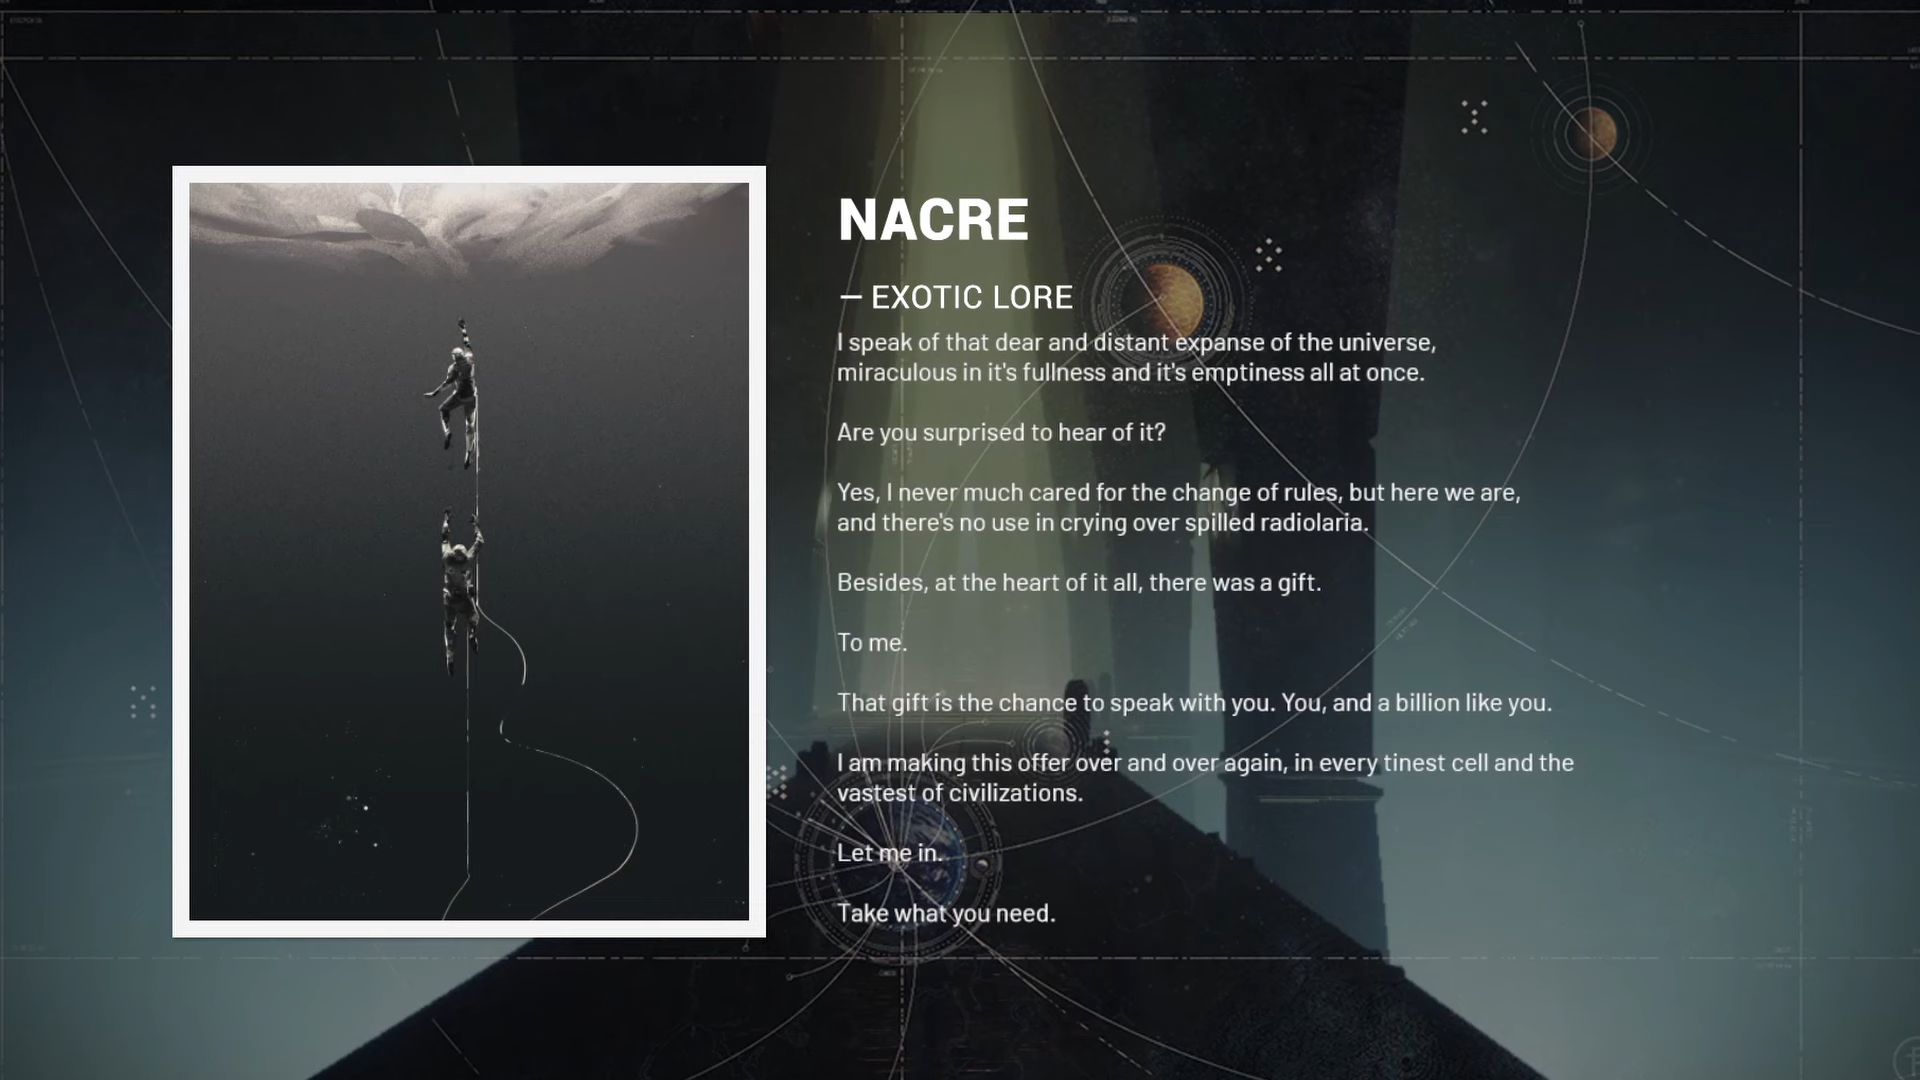 NACRE
— EXOTIC LORE
I speak of that dear and distant expanse of the universe,
miraculous in it's fullness and it's emptiness all at once.
Are you surprised to hear of it?
Yes, I never much cared for the change of rules, but here we are,
and there's no use in crying over spilled radiolaria.
Besides, at the heart of it all, there was a gift.
To me.
That gift is the chance to speak with you. You, and a billion like you.
I am making this offer over and over again, in every tinest cell and the
vastest of civilizations.
Let me in.
Take what you need.